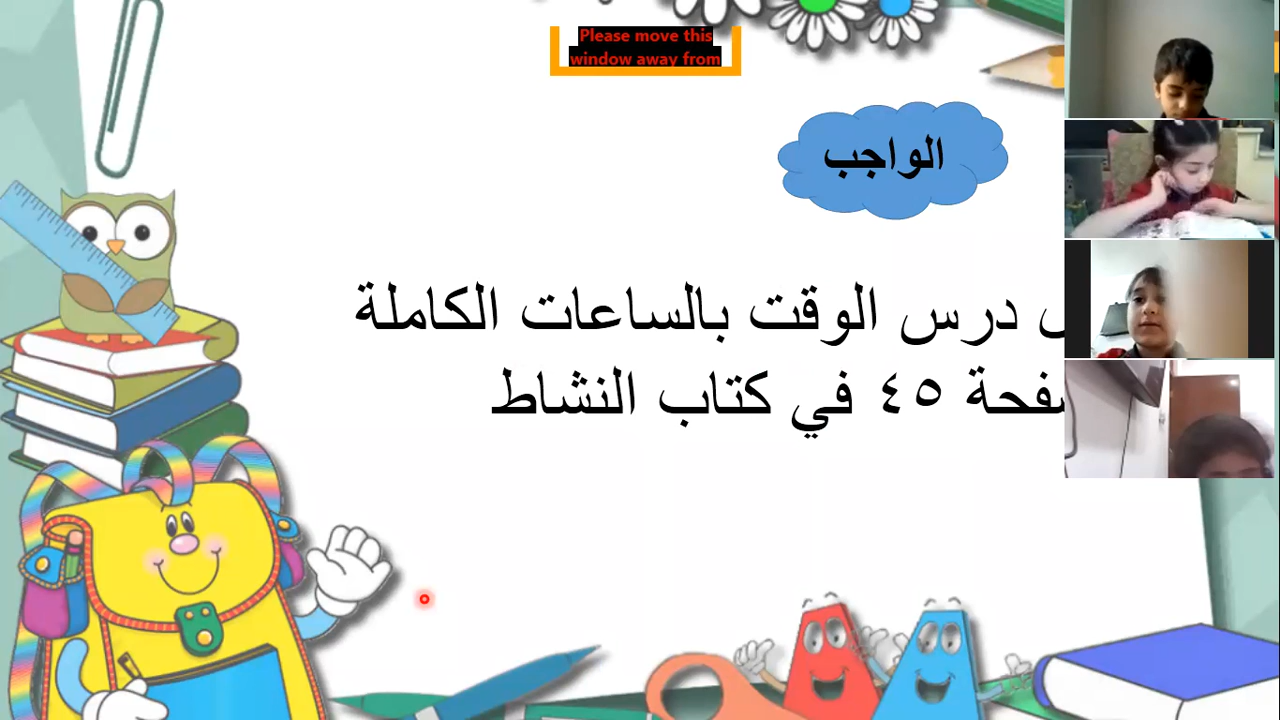 Please move this
window away from
الواجب
درس الوقت بالساعات الكاملة
٤٥ في كتاب النشاط